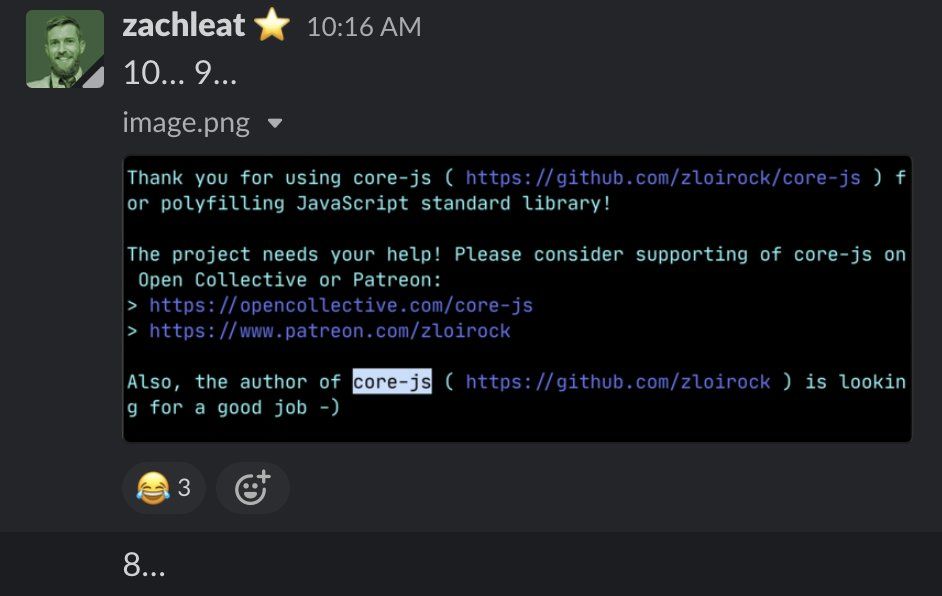 zachleat ⭐ 10:16 AM
10... 9...
image.png
Thank you for using core-js ( https://github.com/zloirock/core-js ) f
or polyfilling JavaScript standard library!
The project needs your help! Please consider supporting of core-js on
Open Collective or Patreon:
> https://opencollective.com/core-js
> https://www.patreon.com/zloirock
Also, the author of core-js ( https://github.com/zloirock ) is lookin
g for a good job -)
😂 3
8...